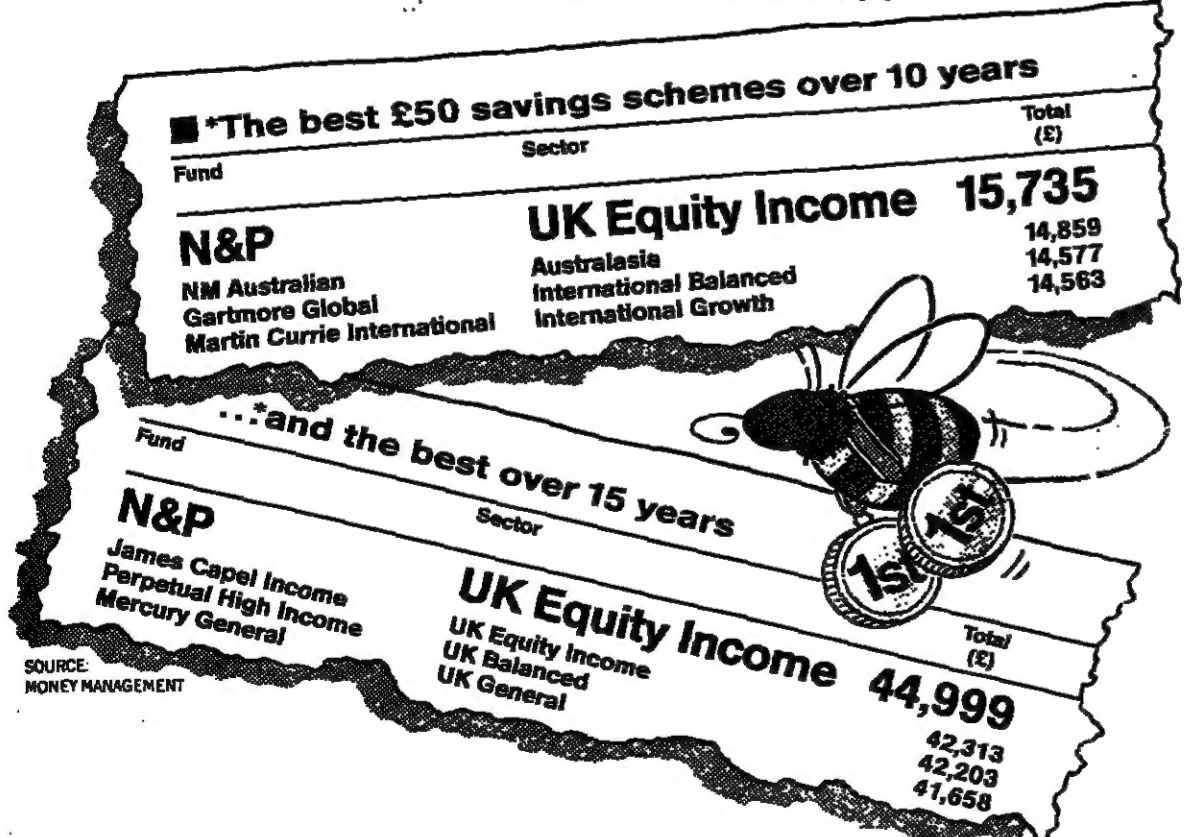 ■ *The best £50 savings schemes over 10 years
Fund Sector Total (£)
N&P UK Equity Income 15,735
NM Australian Australasia 14,859
Gartmore Global International Balanced 14,577
Martin Currie International International Growth 14,563
...*and the best over 15 years
Fund Sector Total (£)
N&P UK Equity Income 44,999
James Capel Income UK Equity Income 42,313
Perpetual High Income UK Balanced 42,203
Mercury General UK General 41,658
1st
1st
SOURCE:
MONEY MANAGEMENT